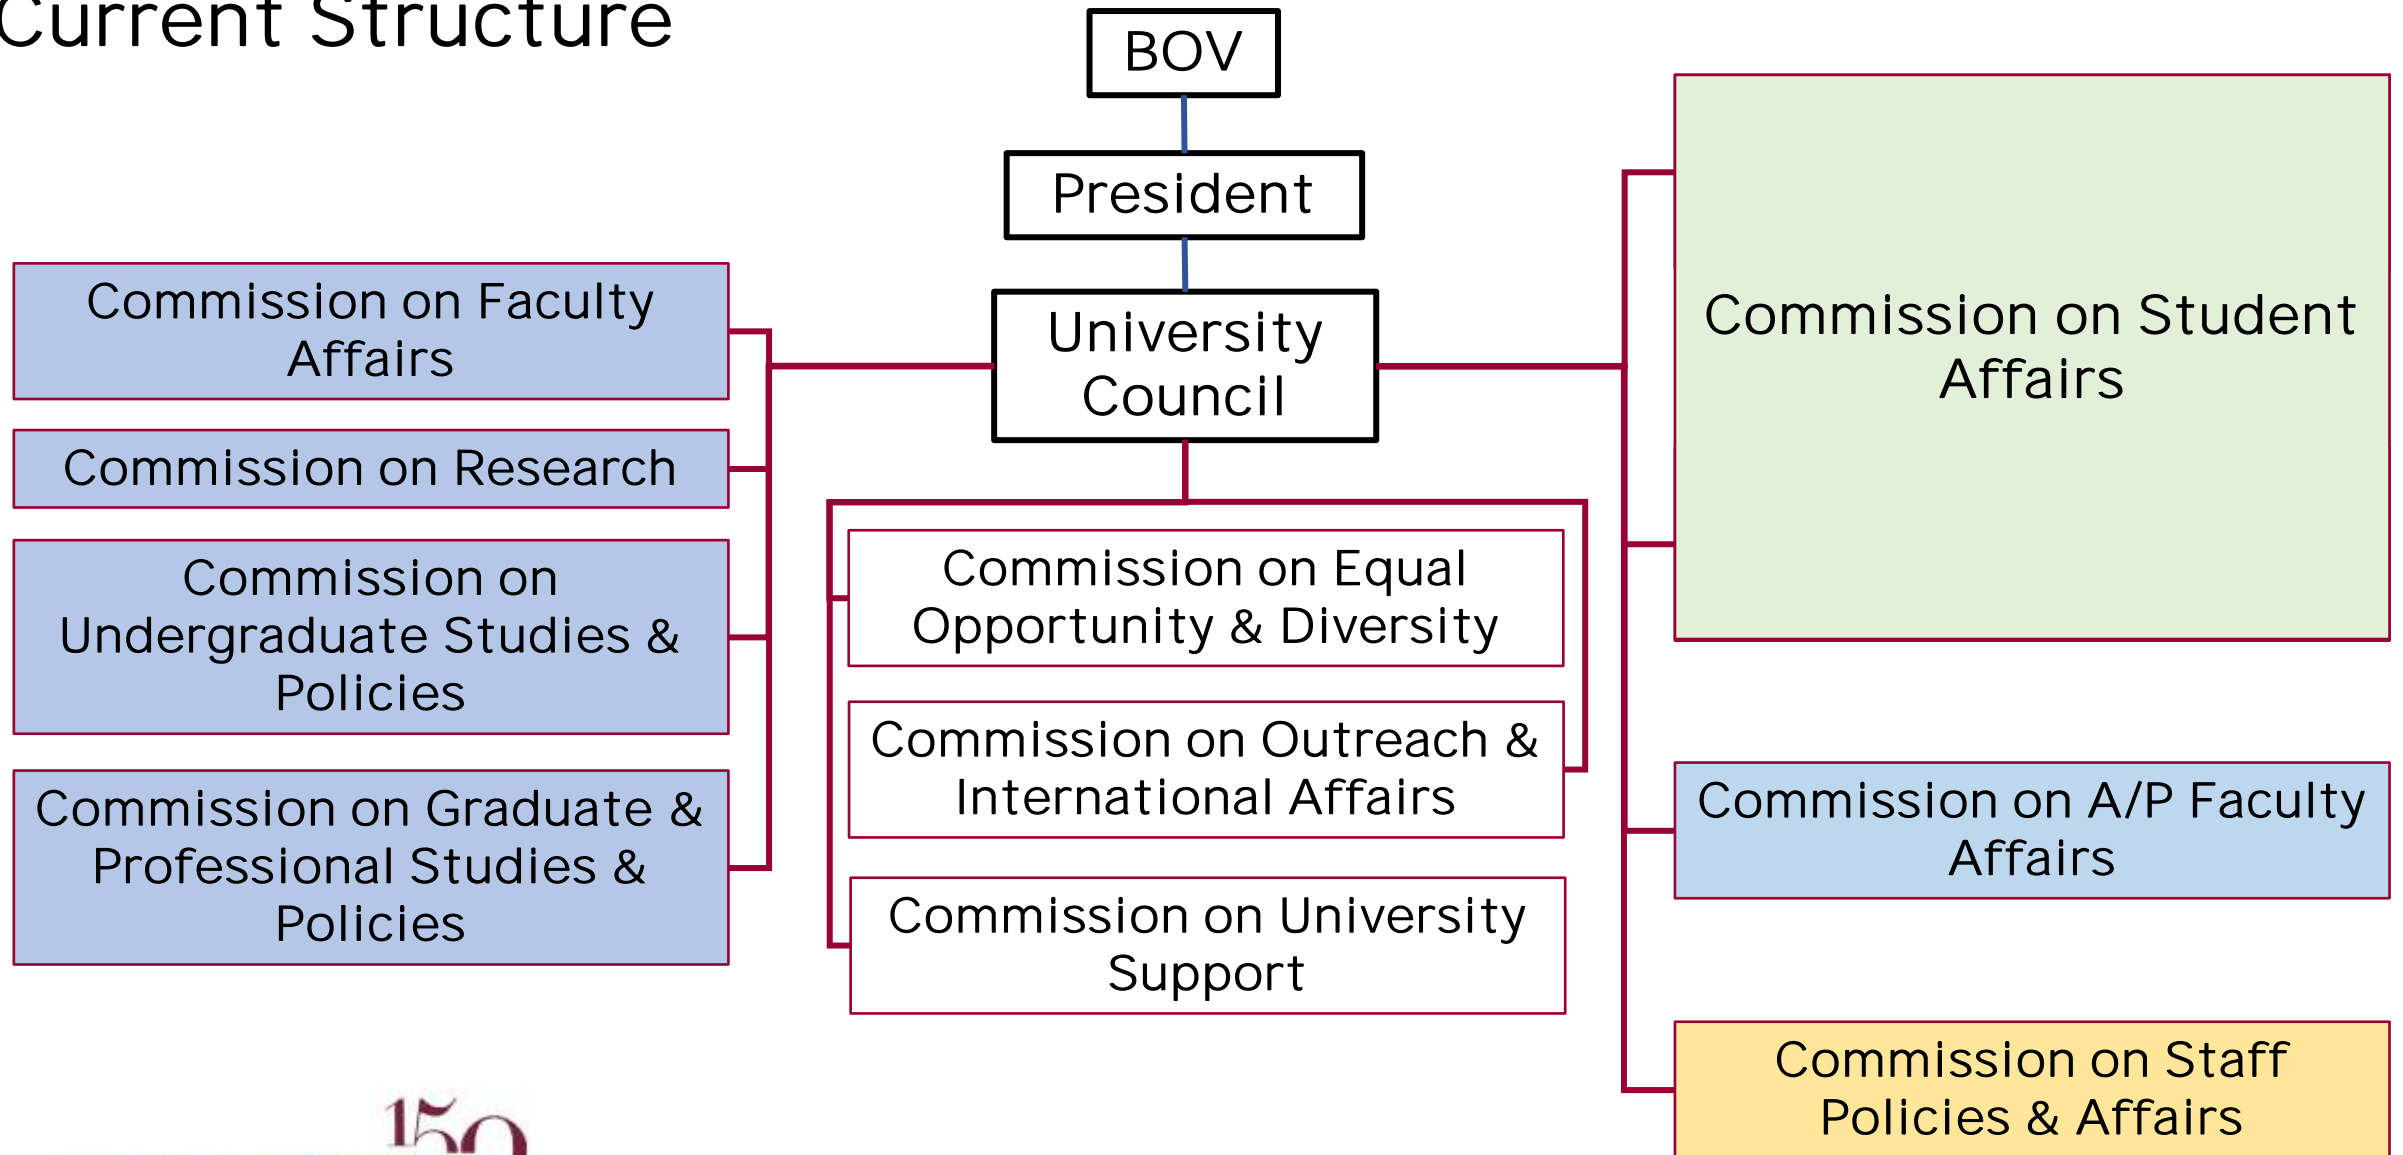 Current Structure
BOV
President
University
Council
Commission on Faculty
Affairs
Commission on Research
Commission on
Undergraduate Studies &
Policies
Commission on Graduate &
Professional Studies &
Policies
Commission on Equal
Opportunity & Diversity
Commission on Outreach &
International Affairs
Commission on University
Support
Commission on Student
Affairs
Commission on A/P Faculty
Affairs
Commission on Staff
Policies & Affairs
150